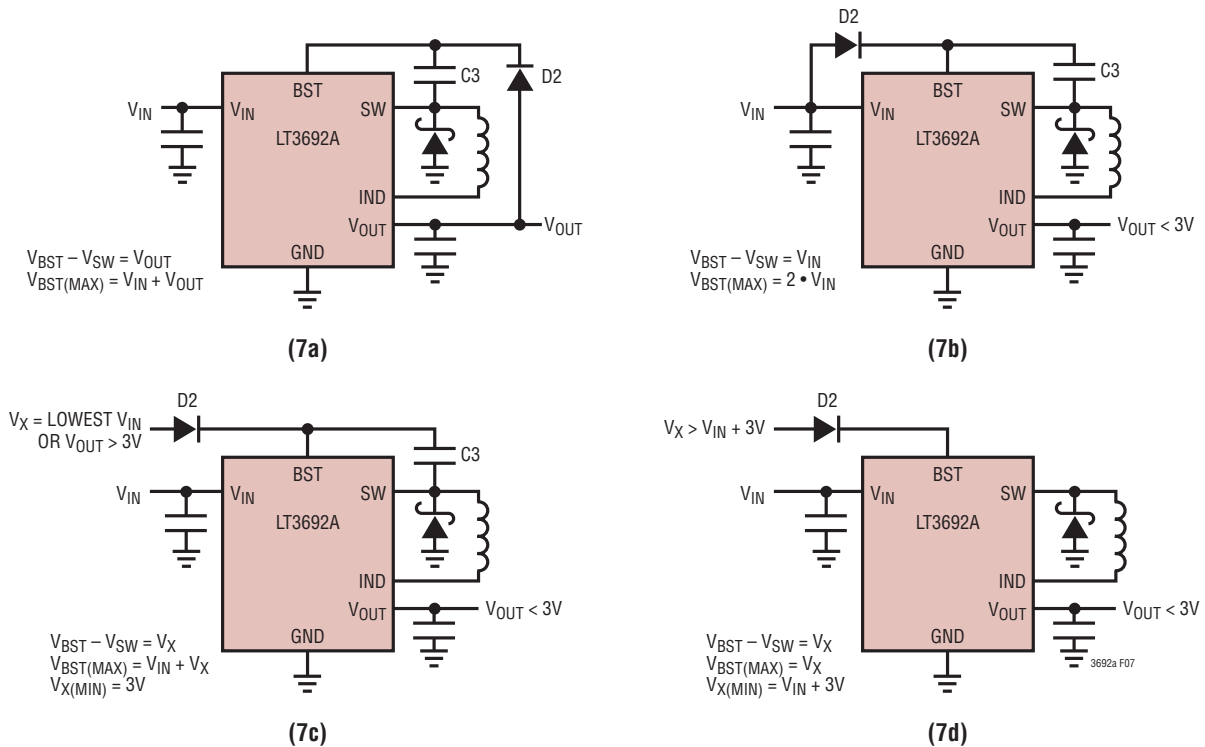 D2
C3
D2
BST
V_IN
V_IN
SW
LT3692A
IND
V_OUT
V_OUT
GND
V_BST – V_SW = V_OUT
V_BST(MAX) = V_IN + V_OUT
(7a)
D2
C3
BST
V_IN
V_IN
SW
LT3692A
IND
V_OUT
V_OUT < 3V
GND
V_BST – V_SW = V_IN
V_BST(MAX) = 2 • V_IN
(7b)
D2
V_X = LOWEST V_IN
OR V_OUT > 3V
C3
BST
V_IN
V_IN
SW
LT3692A
IND
V_OUT
V_OUT < 3V
GND
V_BST – V_SW = V_X
V_BST(MAX) = V_IN + V_X
V_X(MIN) = 3V
(7c)
D2
V_X > V_IN + 3V
BST
V_IN
V_IN
SW
LT3692A
IND
V_OUT
V_OUT < 3V
GND
V_BST – V_SW = V_X
V_BST(MAX) = V_X
V_X(MIN) = V_IN + 3V
3692a F07
(7d)